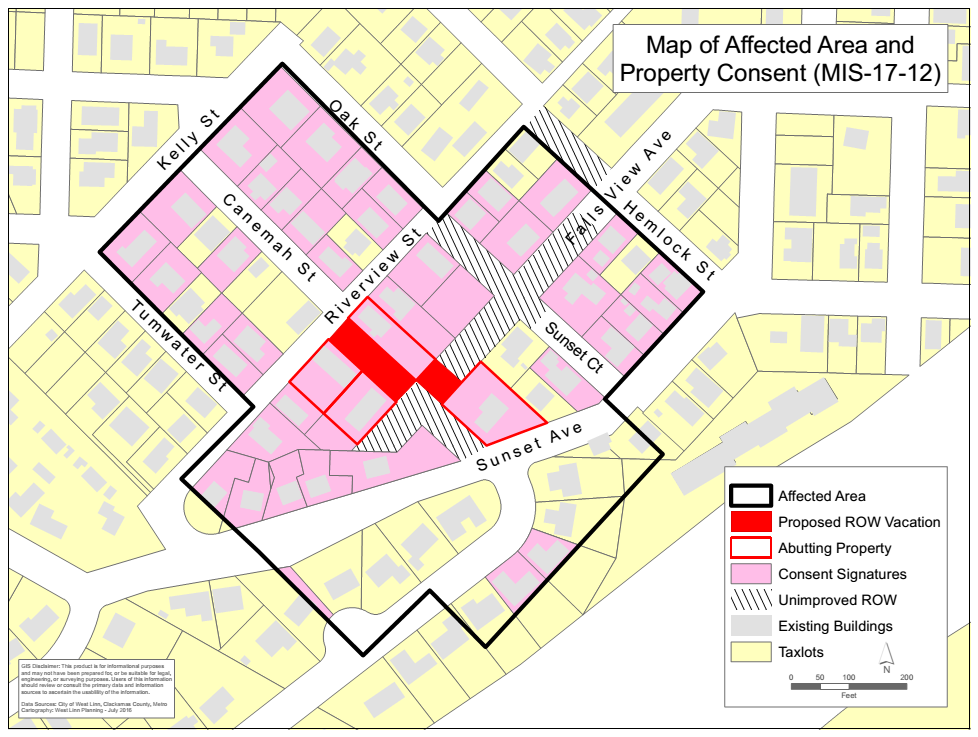 Map of Affected Area and
Property Consent (MIS-17-12)
Kelly St
Oak St
Canemah St
Riverview St
Tumwater St
Falls View Ave
Hemlock St
Sunset Ct
Sunset Ave
Affected Area
Proposed ROW Vacation
Abutting Property
Consent Signatures
Unimproved ROW
Existing Buildings
Taxlots
N
0 50 100 200
Feet
GIS Disclaimer: This product is for informational purposes
and may not have been prepared for, or be suitable for legal,
engineering, or surveying purposes. Users of this information
should review or consult the primary data and information
sources to ascertain the usability of the information.
Data Sources: City of West Linn, Clackamas County, Metro
Cartography: West Linn Planning - July 2016